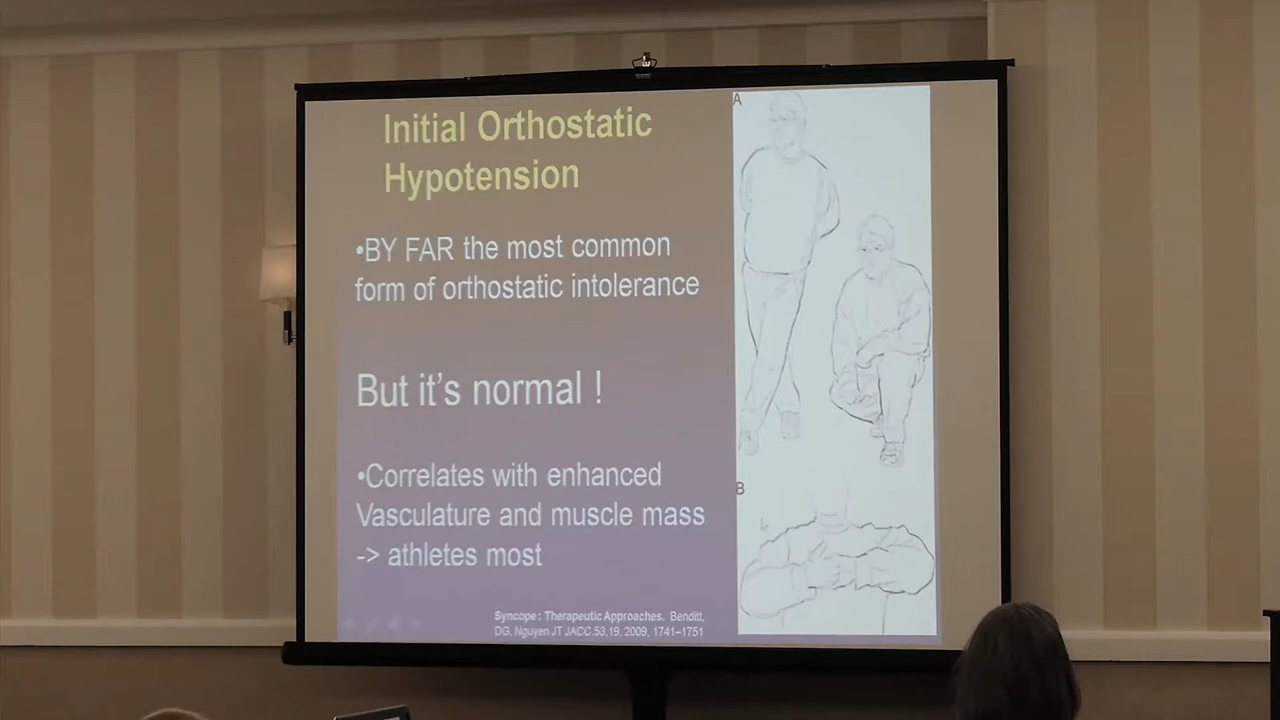 Initial Orthostatic
Hypotension
•BY FAR the most common
form of orthostatic intolerance
But it's normal !
•Correlates with enhanced
Vasculature and muscle mass
-> athletes most
Syncope : Therapeutic Approaches. Benditt,
DG, Nguyen JT JACC.53,19, 2009, 1741–1751
A
B